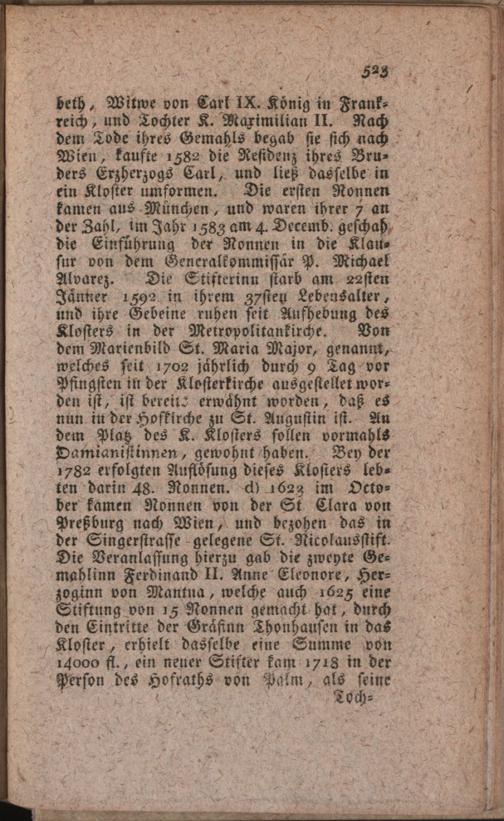 523
beth, Witwe von Carl IX. König in Frank-
reich, und Tochter K. Maximilian II. Nach
dem Tode ihres Gemahls begab sie sich nach
Wien, kaufte 1582 die Residenz ihres Bru-
ders Erzherzogs Carl, und ließ dasselbe in
ein Kloster umformen. Die ersten Nonnen
kamen aus München, und waren ihrer 7 an
der Zahl, im Jahr 1583 am 4. Decemb. geschah
die Einführung der Nonnen in die Klau-
sur von dem Generalkommissär P. Michael
Alvarez. Die Stifterinn starb am 22sten
Jänner 1592 in ihrem 37sten Lebensalter,
und ihre Gebeine ruhen seit Aufhebung des
Klosters in der Metropolitankirche. Von
dem Marienbild St. Maria Major, genannt,
welches seit 1702 jährlich durch 9 Tag vor
Pfingsten in der Klosterkirche ausgestellet wor-
den ist, ist bereits erwähnt worden, daß es
nun in der Hofkirche zu St. Augustin ist. An
dem Platz des K. Klosters sollen vormahls
Damianistinnen, gewohnt haben. Bey der
1782 erfolgten Auflösung dieses Klosters leb-
ten darin 48. Nonnen. d) 1623 im Octo-
ber kamen Nonnen von der St Clara von
Preßburg nach Wien, und bezohen das in
der Singerstrasse gelegene St. Nicolausstift.
Die Veranlassung hierzu gab die zweyte Ge-
mahlinn Ferdinand II. Anne Eleonore, Her-
zoginn von Mantua, welche auch 1625 eine
Stiftung von 15 Nonnen gemacht hat, durch
den Eintritte der Gräfinn Thonhausen in das
Kloster, erhielt dasselbe eine Summe von
14000 fl., ein neuer Stifter kam 1718 in der
Person des Hofraths von Palm, als seine
Toch-